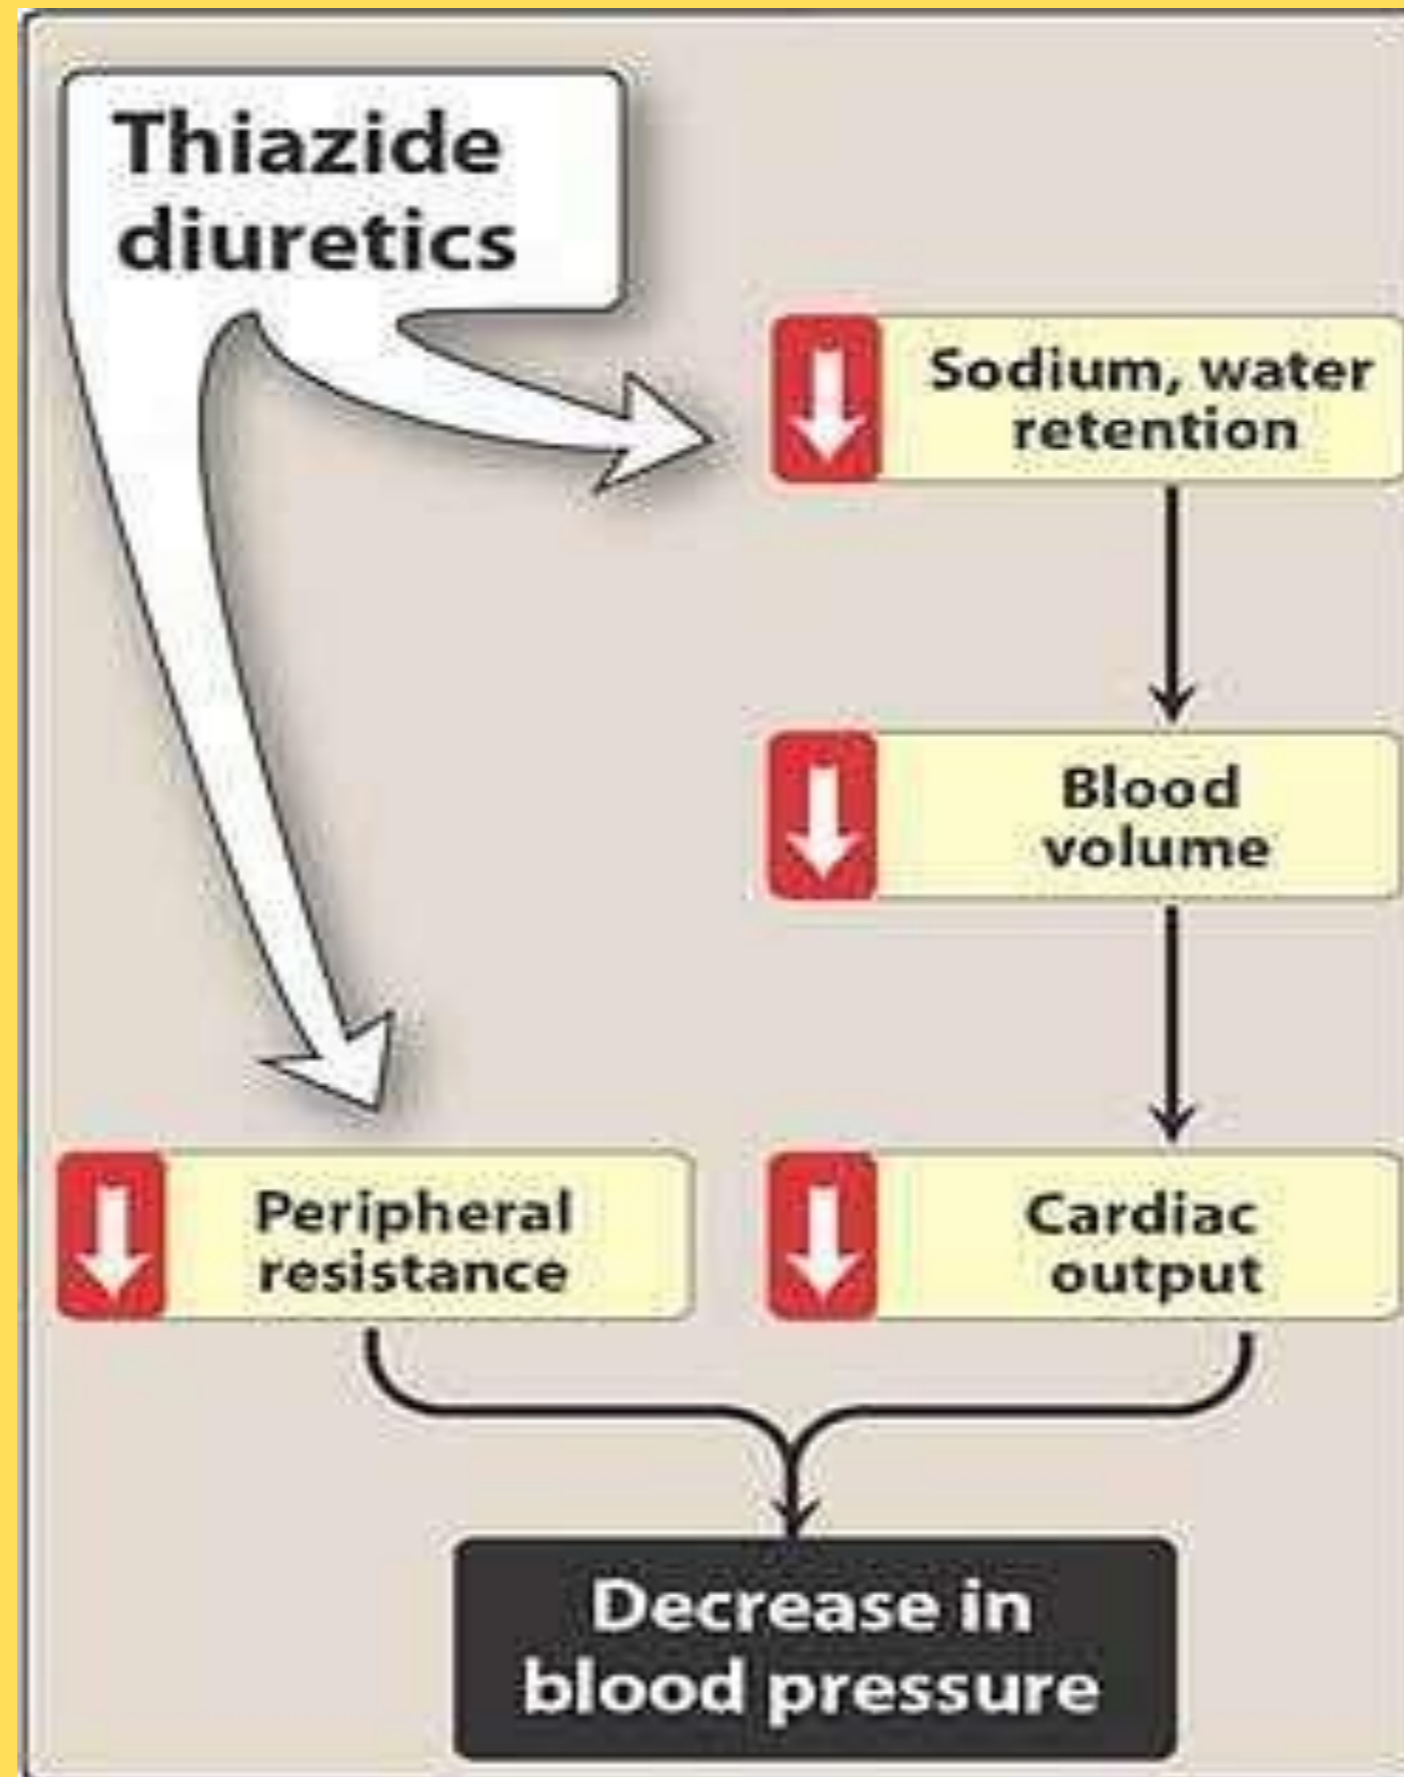 Thiazide
diuretics
Sodium, water
retention
Blood
volume
Peripheral
resistance
Cardiac
output
Decrease in
blood pressure